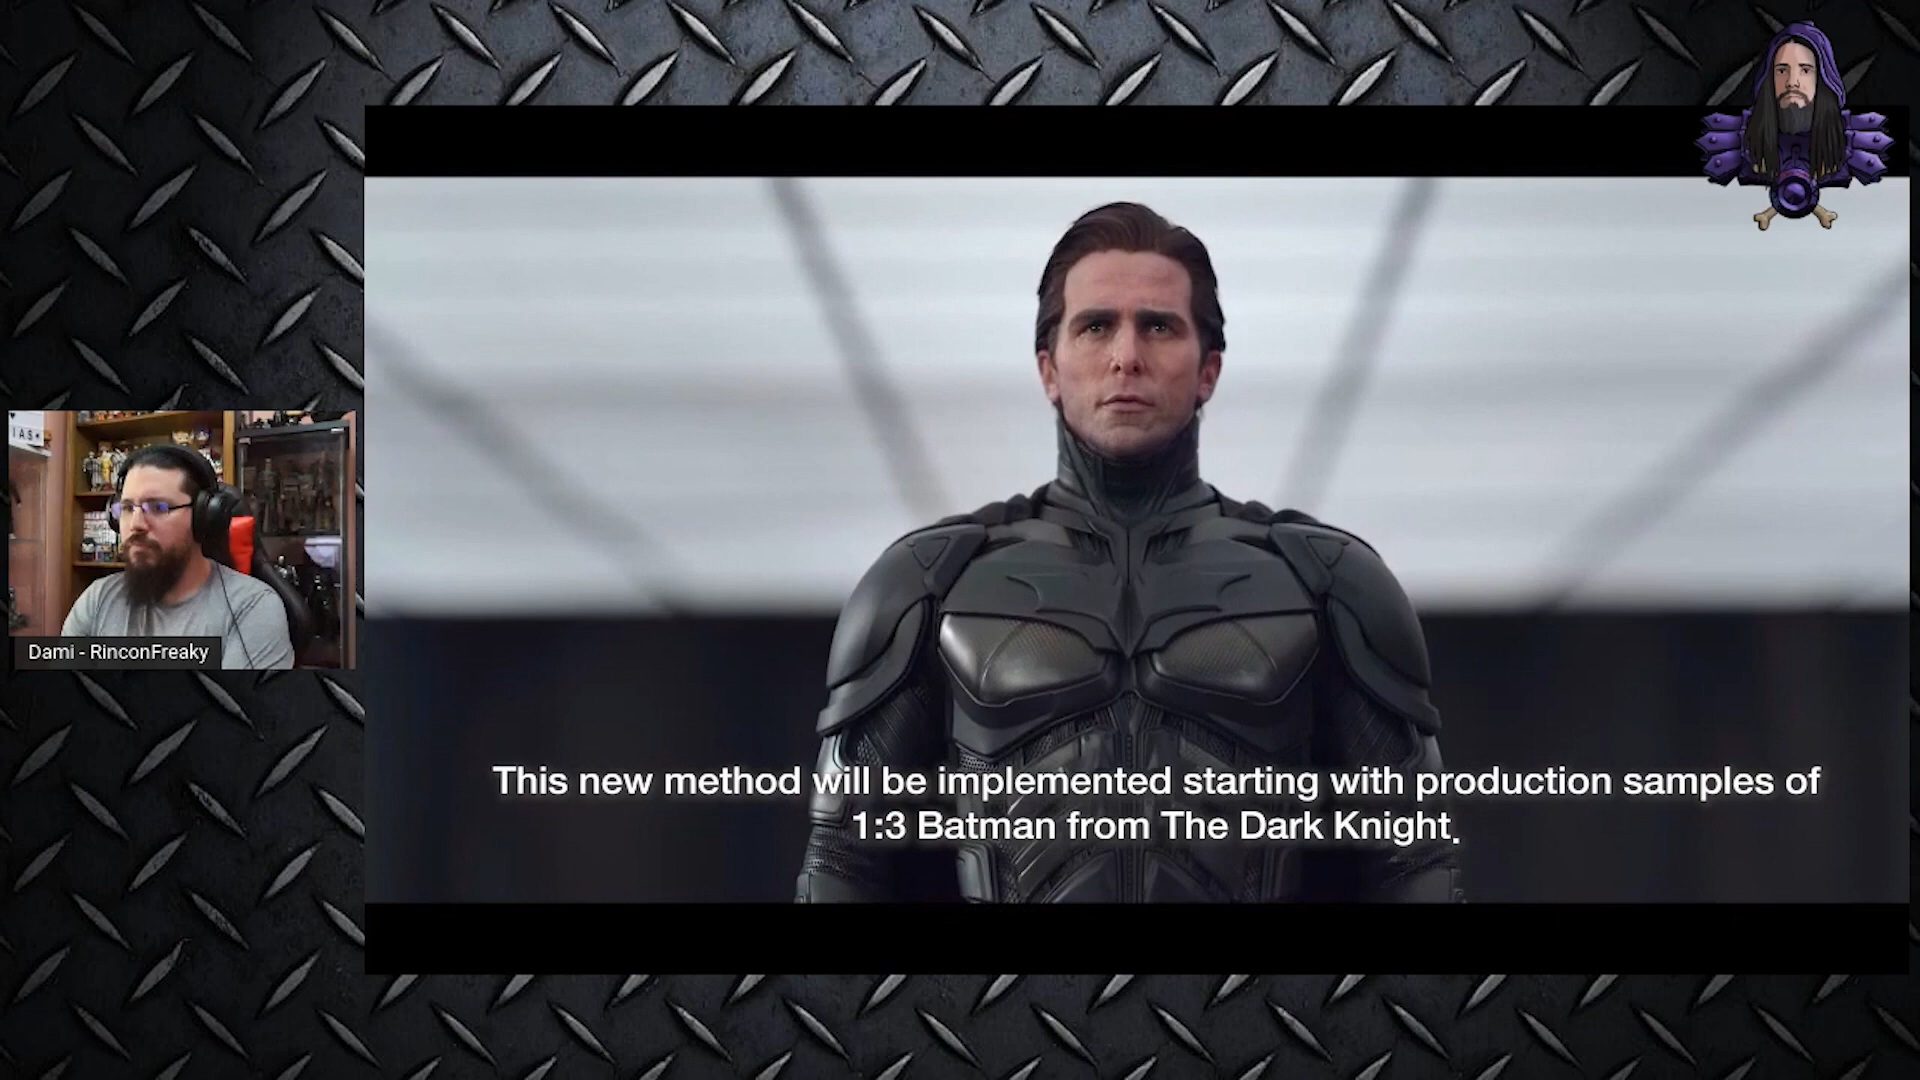 IAS
Dami - RinconFreaky
This new method will be implemented starting with production samples of
1:3 Batman from The Dark Knight.